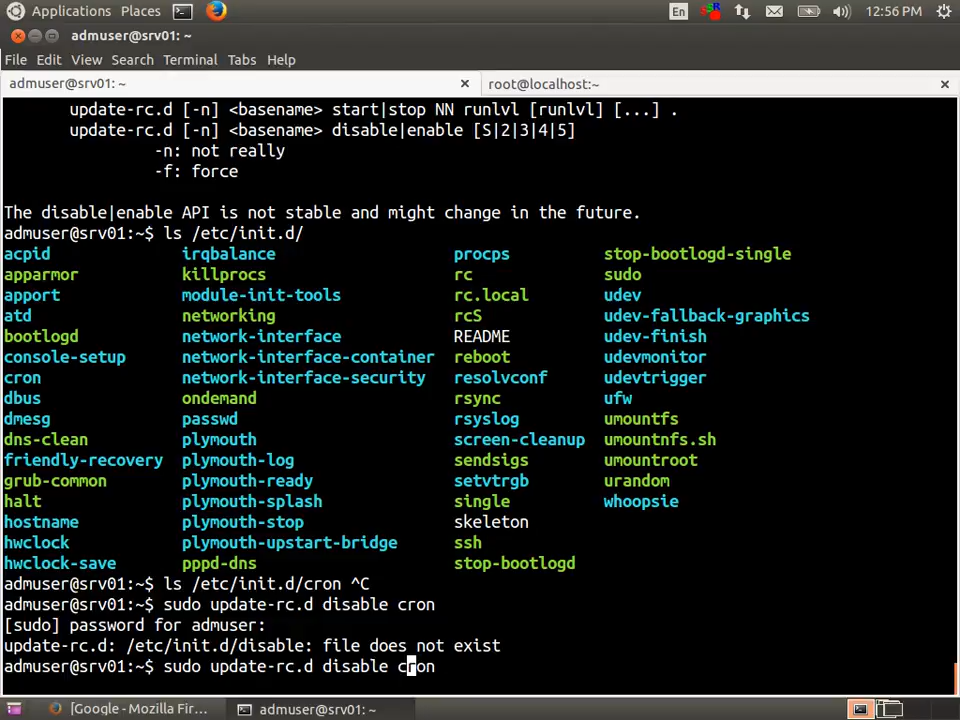 Applications Places En 12:56 PM
admuser@srv01: ~
File Edit View Search Terminal Tabs Help
admuser@srv01: ~ × root@localhost:~ ×
update-rc.d [-n] <basename> start|stop NN runlvl [runlvl] [...] .
update-rc.d [-n] <basename> disable|enable [S|2|3|4|5]
-n: not really
-f: force
The disable|enable API is not stable and might change in the future.
admuser@srv01:~$ ls /etc/init.d/
acpid irqbalance procps stop-bootlogd-single
apparmor killprocs rc sudo
apport module-init-tools rc.local udev
atd networking rcS udev-fallback-graphics
bootlogd network-interface README udev-finish
console-setup network-interface-container reboot udevmonitor
cron network-interface-security resolvconf udevtrigger
dbus ondemand rsync ufw
dmesg passwd rsyslog umountfs
dns-clean plymouth screen-cleanup umountnfs.sh
friendly-recovery plymouth-log sendsigs umountroot
grub-common plymouth-ready setvtrgb urandom
halt plymouth-splash single whoopsie
hostname plymouth-stop skeleton
hwclock plymouth-upstart-bridge ssh
hwclock-save pppd-dns stop-bootlogd
admuser@srv01:~$ ls /etc/init.d/cron ^C
admuser@srv01:~$ sudo update-rc.d disable cron
[sudo] password for admuser:
update-rc.d: /etc/init.d/disable: file does not exist
admuser@srv01:~$ sudo update-rc.d disable cron
[Google - Mozilla Fir... admuser@srv01: ~